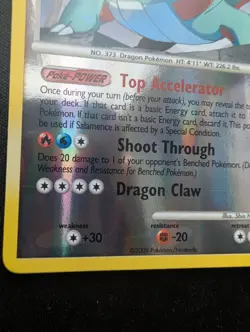 NO. 373 Dragon Pokémon HT: 4'11" WT: 226.2 lbs.
Poké-POWER Top Accelerator
Once during your turn (before your attack), you may reveal the
your deck. If that card is a basic Energy card, attach it
Pokémon. If that card isn't a basic Energy card, discard it. This po
be used if Salamence is affected by a Special Con
Shoot Through
Does 20 damage to 1 of your opponent's Benched Pokémon. (D
Weakness and Resistance for Benched Pokémon.)
Dragon Claw
Illus.
weakness resistance retreat
+30 -20
Pokémon/Nintendo